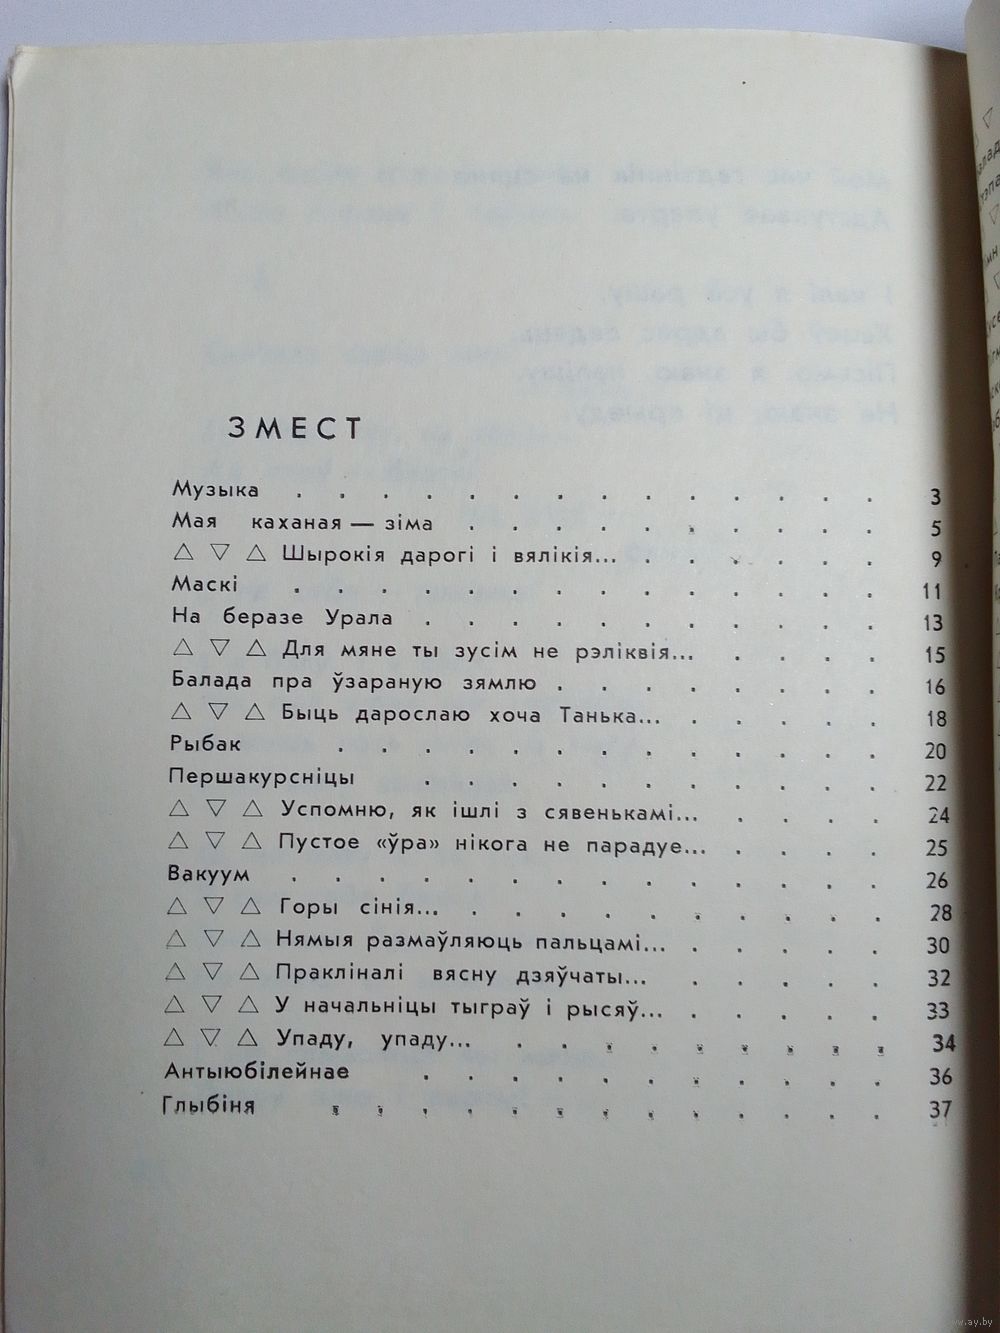 ЗМЕСТ
Музыка . . . . . . . . . . . . . . 3
Мая каханая — зіма . . . . . . . . . . 5
△ ▽ △ Шырокія дарогі і вялікія... . . . . . . 9
Маскі . . . . . . . . . . . . . . 11
На беразе Урала . . . . . . . . . . . 13
△ ▽ △ Для мяне ты зусім не рэліквія... . . . . 15
Балада пра ўзараную зямлю . . . . . . . . 16
△ ▽ △ Быць дарослаю хоча Танька... . . . . . 18
Рыбак . . . . . . . . . . . . . 20
Першакурсніцы . . . . . . . . . . 22
△ ▽ △ Успомню, як ішлі з сявенькамі... . . . . 24
△ ▽ △ Пустое «ўра» нікога не парадуе... . . . . 25
Вакуум . . . . . . . . . . . . . . 26
△ ▽ △ Горы сінія... . . . . . . . . . . 28
△ ▽ △ Нямыя размаўляюць пальцамі... . . . . . 30
△ ▽ △ Пракліналі вясну дзяўчаты... . . . . . 32
△ ▽ △ У начальніцы тыграў і рысяў... . . . . . 33
△ ▽ △ Упаду, упаду... . . . . . . . . . 34
Антыюбілейнае . . . . . . . . . . . 36
Глыбіня . . . . . . . . . . . . . 37
www.ay.by